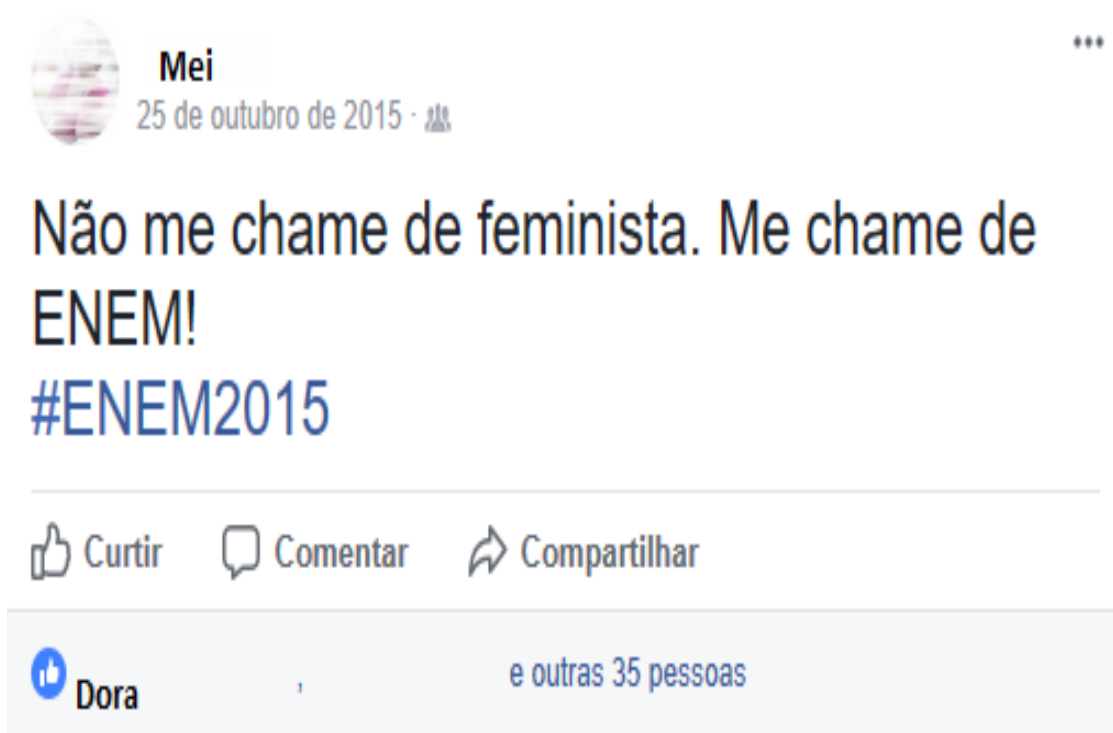 Mei
25 de outubro de 2015 ·
Não me chame de feminista. Me chame de
ENEM!
#ENEM2015
Curtir Comentar Compartilhar
Dora , e outras 35 pessoas